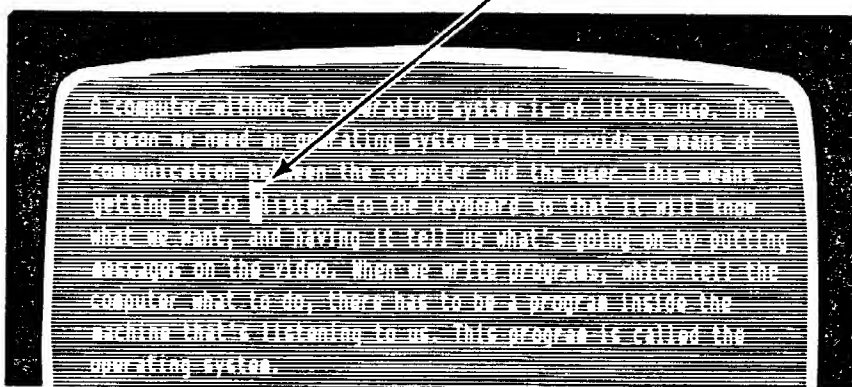 A computer without an operating system is of little use. The
reason we need an operating system is to provide a means of
communication between the computer and the user. This means
getting it to "listen" to the keyboard so that it will know
what we want, and having it tell us what's going on by putting
messages on the video. When we write programs, which tell the
computer what to do, there has to be a program inside the
machine that's listening to us. This program is called the
operating system.